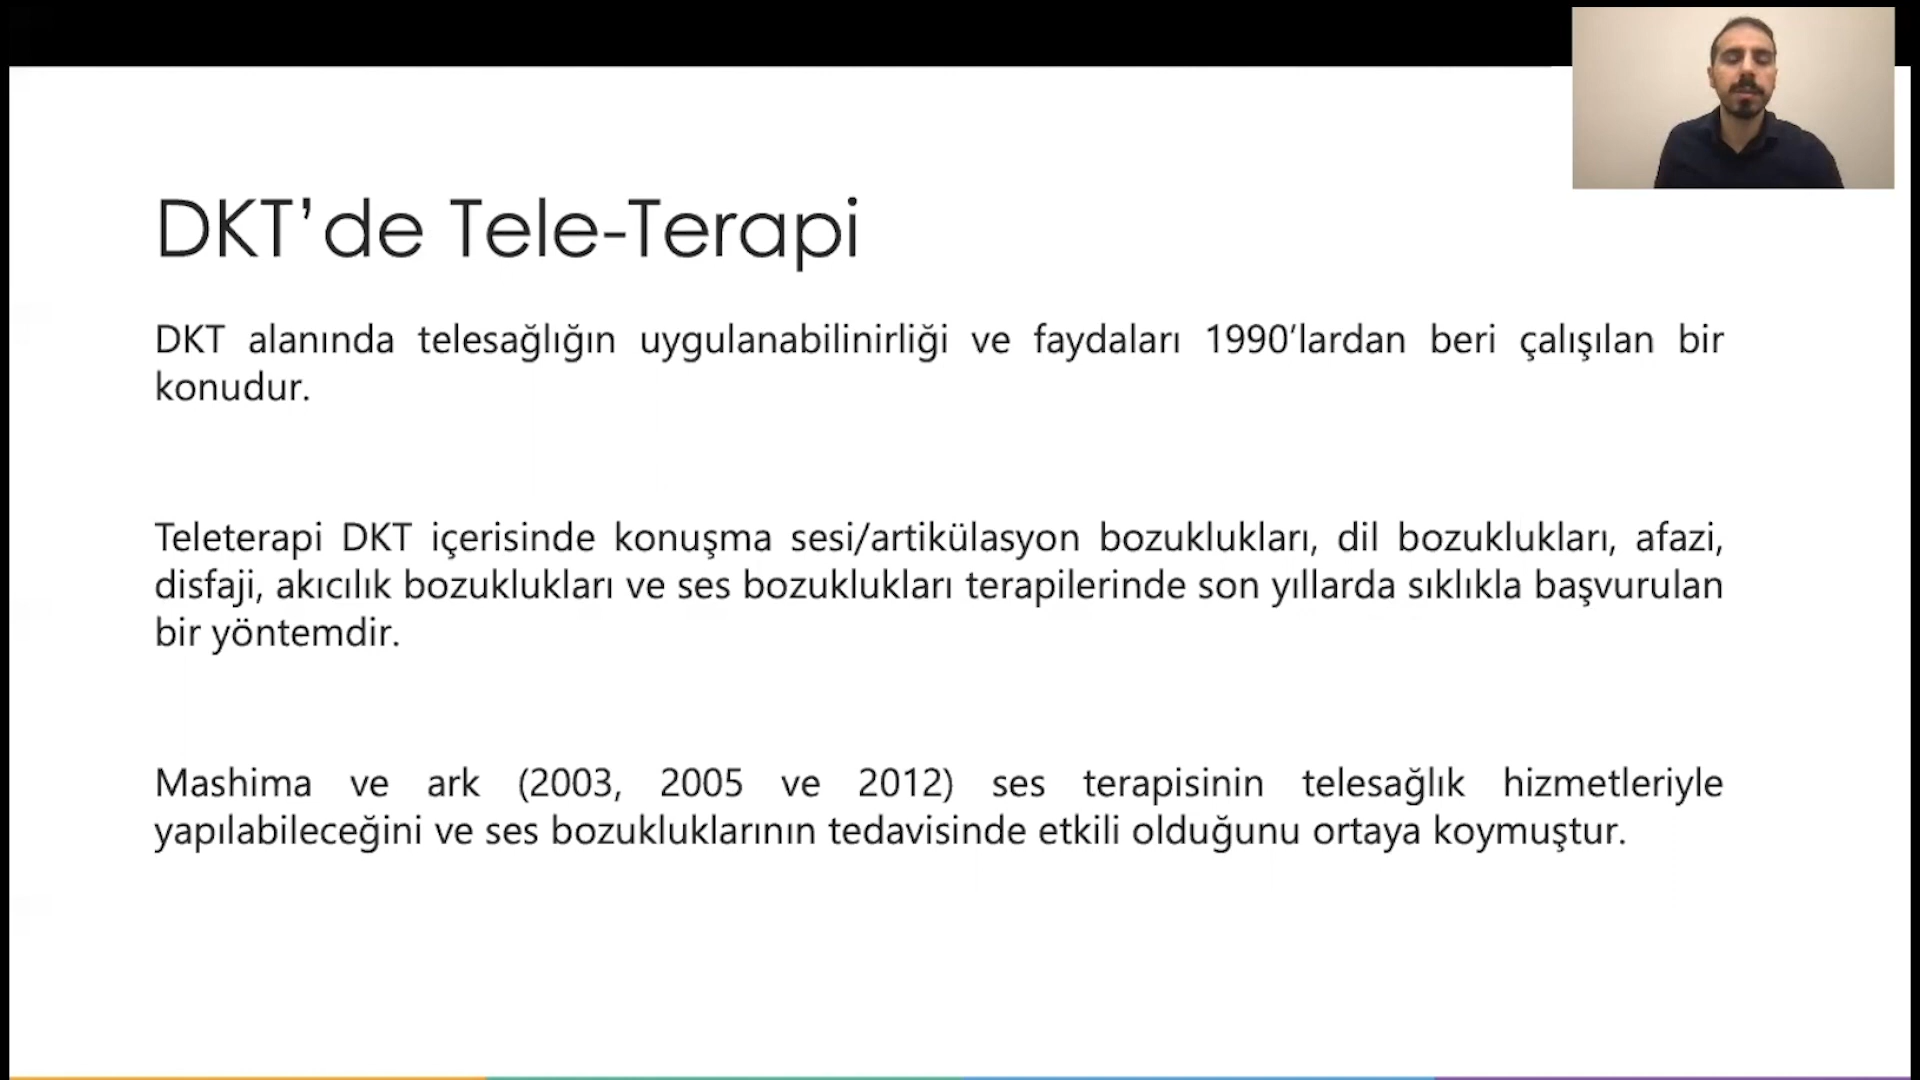 DKT’de Tele-Terapi
DKT alanında telesağlığın uygulanabilinirliği ve faydaları 1990’lardan beri çalışılan bir
konudur.
Teleterapi DKT içerisinde konuşma sesi/artikülasyon bozuklukları, dil bozuklukları, afazi,
disfaji, akıcılık bozuklukları ve ses bozuklukları terapilerinde son yıllarda sıklıkla başvurulan
bir yöntemdir.
Mashima ve ark (2003, 2005 ve 2012) ses terapisinin telesağlık hizmetleriyle
yapılabileceğini ve ses bozukluklarının tedavisinde etkili olduğunu ortaya koymuştur.